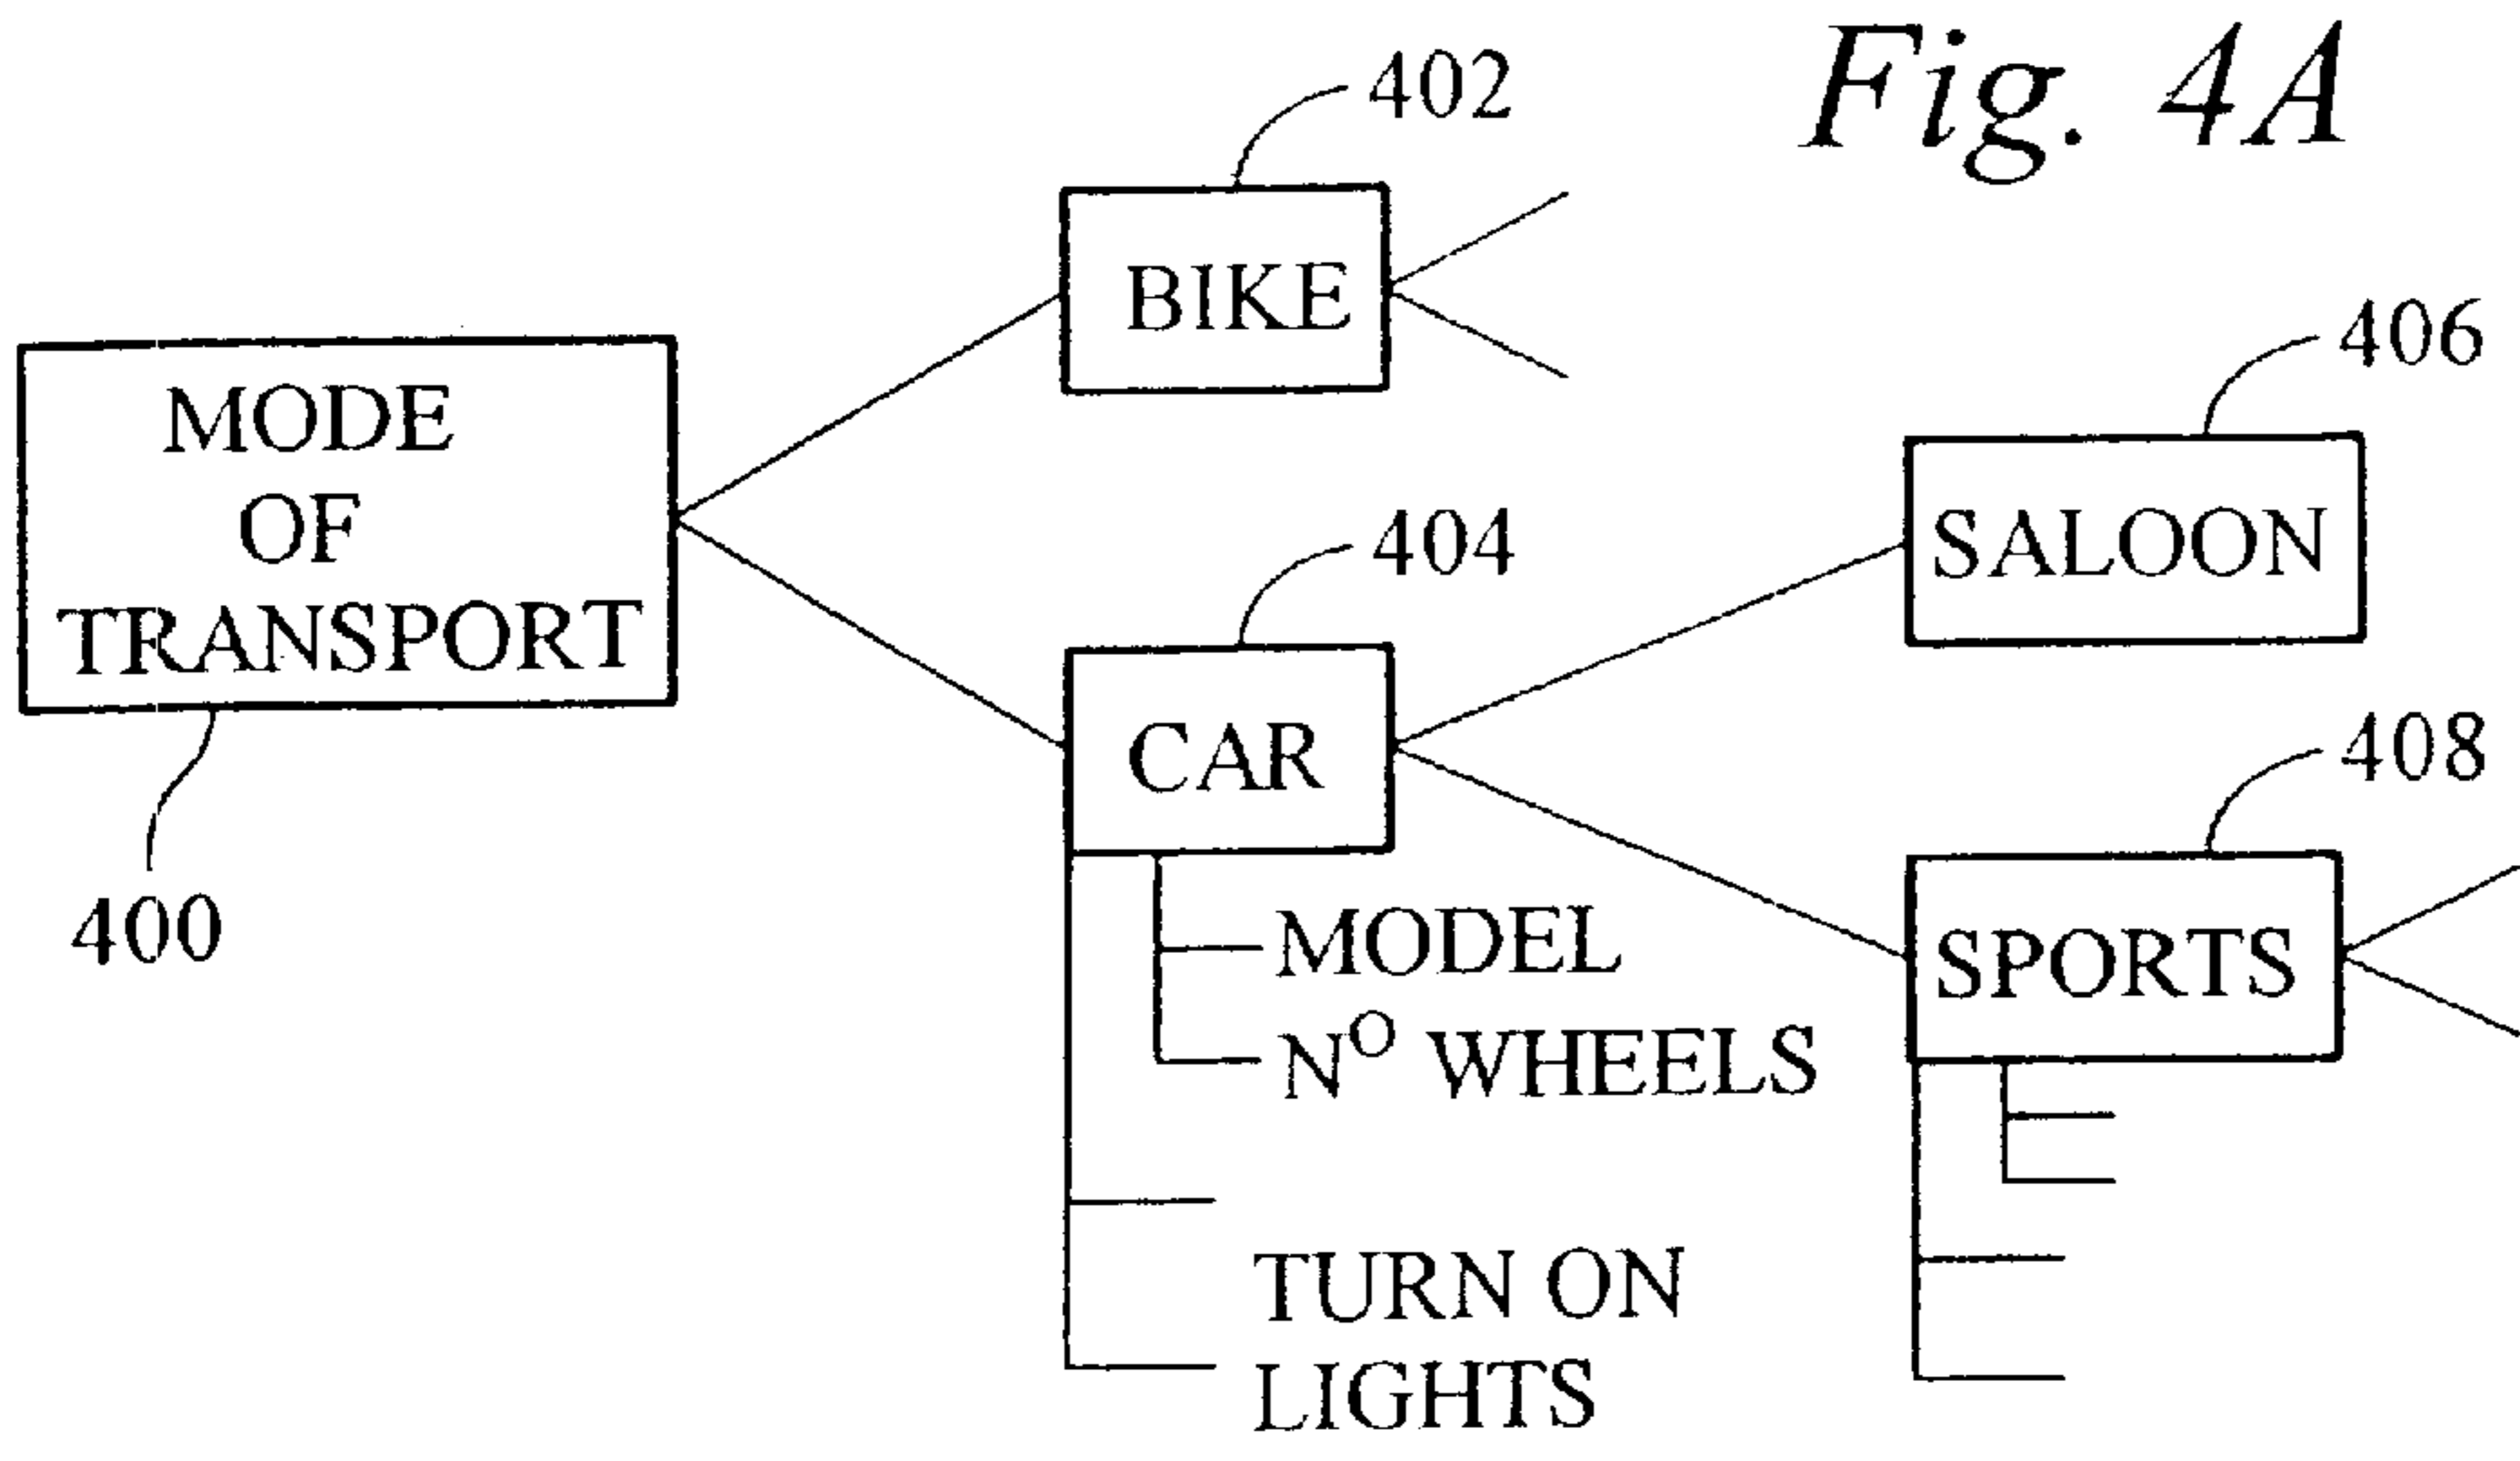 Fig. 4A
402
BIKE
406
MODE
OF
TRANSPORT
SALOON
404
CAR
408
400
MODEL
SPORTS
Nº WHEELS
TURN ON
LIGHTS